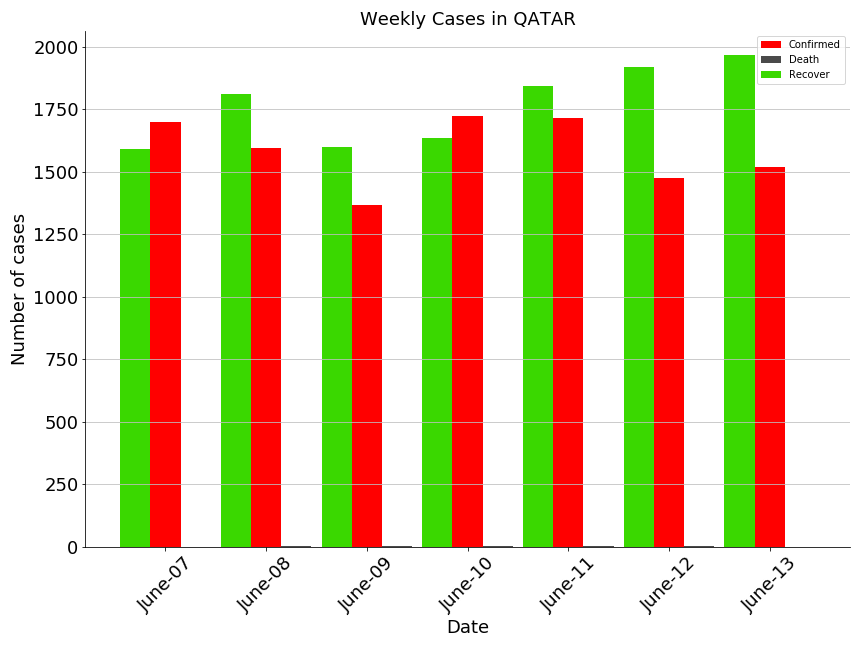 Weekly Cases in QATAR
Confirmed
Death
Recover
Number of cases
2000
1750
1500
1250
1000
750
500
250
0
June-07
June-08
June-09
June-10
June-11
June-12
June-13
Date